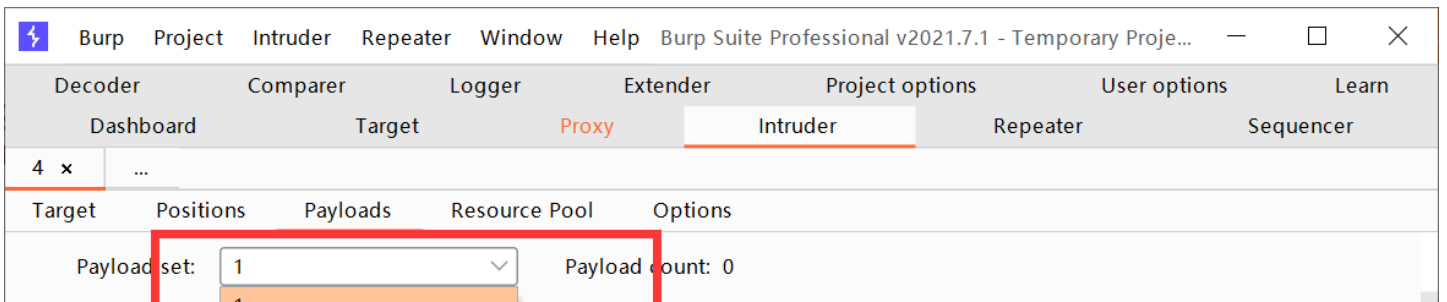 Burp Project Intruder Repeater Window Help Burp Suite Professional v2021.7.1 - Temporary Proje...
Decoder Comparer Logger Extender Project options User options Learn
Dashboard Target Proxy Intruder Repeater Sequencer
4 × ...
Target Positions Payloads Resource Pool Options
Payload set: 1 Payload count: 0